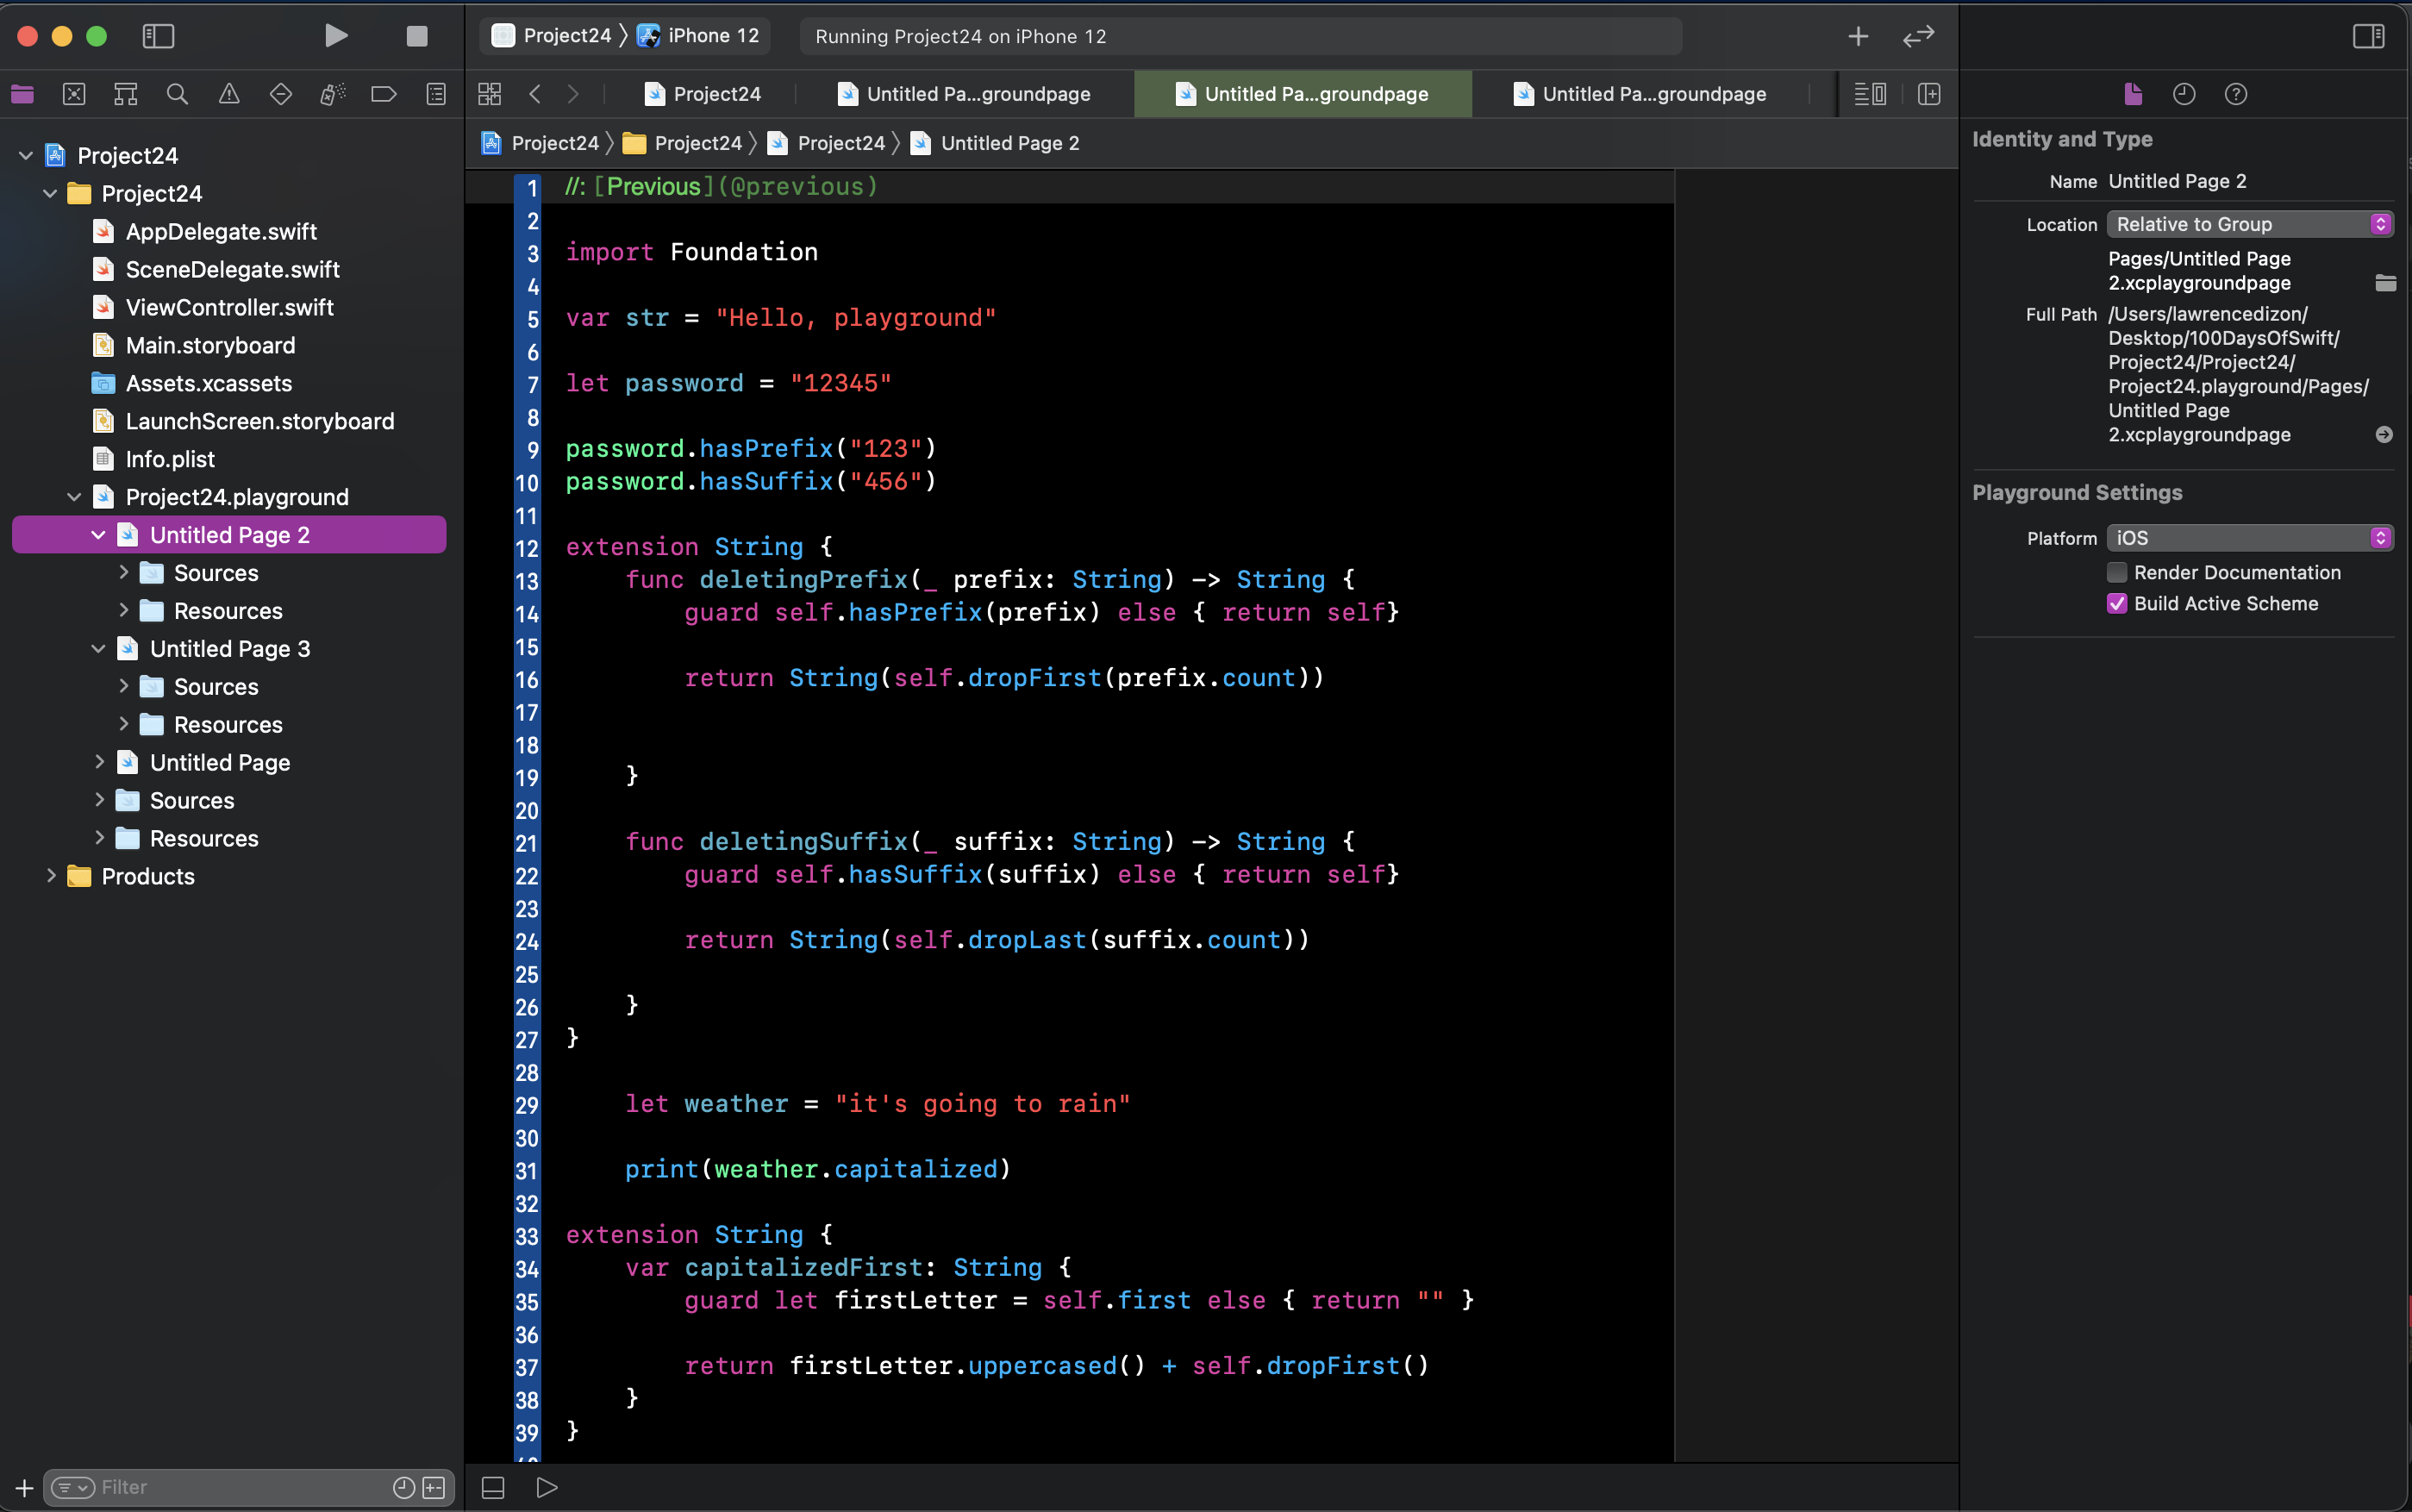 Project24 〉 iPhone 12
Running Project24 on iPhone 12
Project24
Untitled Pa...groundpage
Untitled Pa...groundpage
Untitled Pa...groundpage
Project24 〉 Project24 〉 Project24 〉 Untitled Page 2
Project24
Project24
AppDelegate.swift
SceneDelegate.swift
ViewController.swift
Main.storyboard
Assets.xcassets
LaunchScreen.storyboard
Info.plist
Project24.playground
Untitled Page 2
Sources
Resources
Untitled Page 3
Sources
Resources
Untitled Page
Sources
Resources
Products
Filter
1 //: [Previous](@previous)
2
3 import Foundation
4
5 var str = "Hello, playground"
6
7 let password = "12345"
8
9 password.hasPrefix("123")
10 password.hasSuffix("456")
11
12 extension String {
13 func deletingPrefix(_ prefix: String) -> String {
14 guard self.hasPrefix(prefix) else { return self}
15
16 return String(self.dropFirst(prefix.count))
17
18
19 }
20
21 func deletingSuffix(_ suffix: String) -> String {
22 guard self.hasSuffix(suffix) else { return self}
23
24 return String(self.dropLast(suffix.count))
25
26 }
27 }
28
29 let weather = "it's going to rain"
30
31 print(weather.capitalized)
32
33 extension String {
34 var capitalizedFirst: String {
35 guard let firstLetter = self.first else { return "" }
36
37 return firstLetter.uppercased() + self.dropFirst()
38 }
39 }
Identity and Type
Name Untitled Page 2
Location Relative to Group
Pages/Untitled Page
2.xcplaygroundpage
Full Path /Users/lawrencedizon/
Desktop/100DaysOfSwift/
Project24/Project24/
Project24.playground/Pages/
Untitled Page
2.xcplaygroundpage
Playground Settings
Platform iOS
Render Documentation
Build Active Scheme